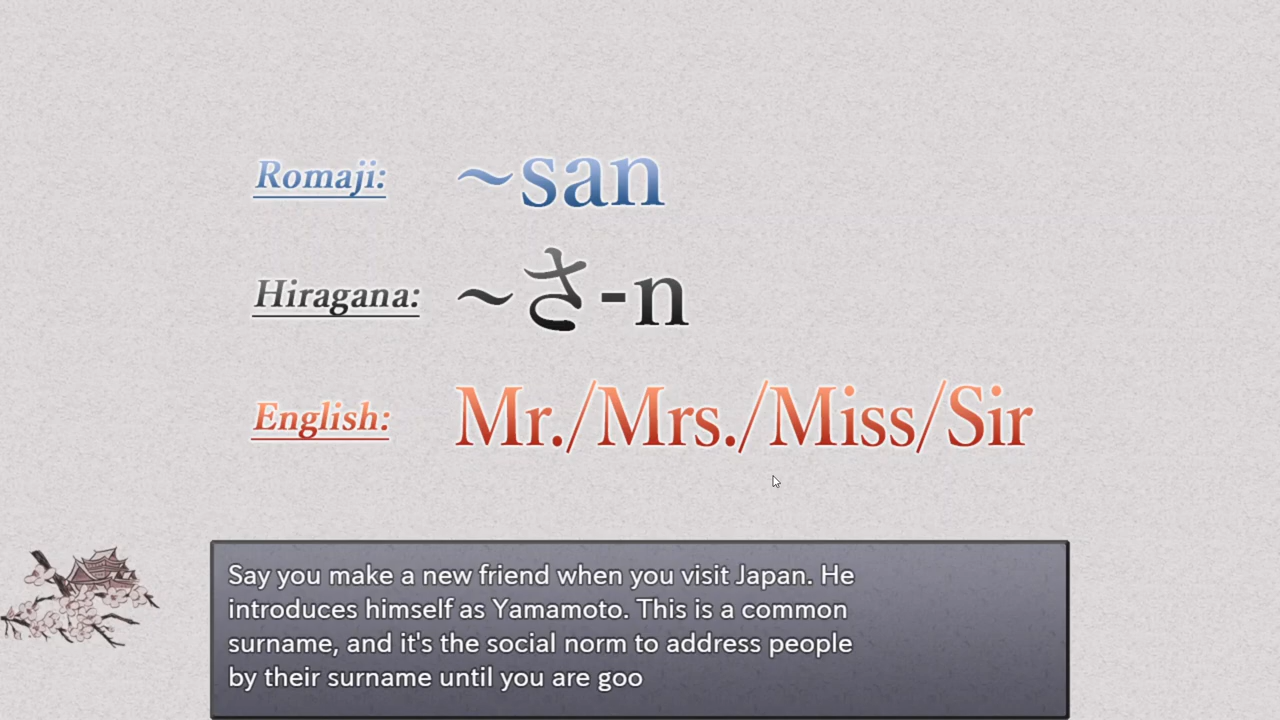 Romaji: ~san
Hiragana: ~さ-n
English: Mr./Mrs./Miss/Sir
Say you make a new friend when you visit Japan. He
introduces himself as Yamamoto. This is a common
surname, and it's the social norm to address people
by their surname until you are goo